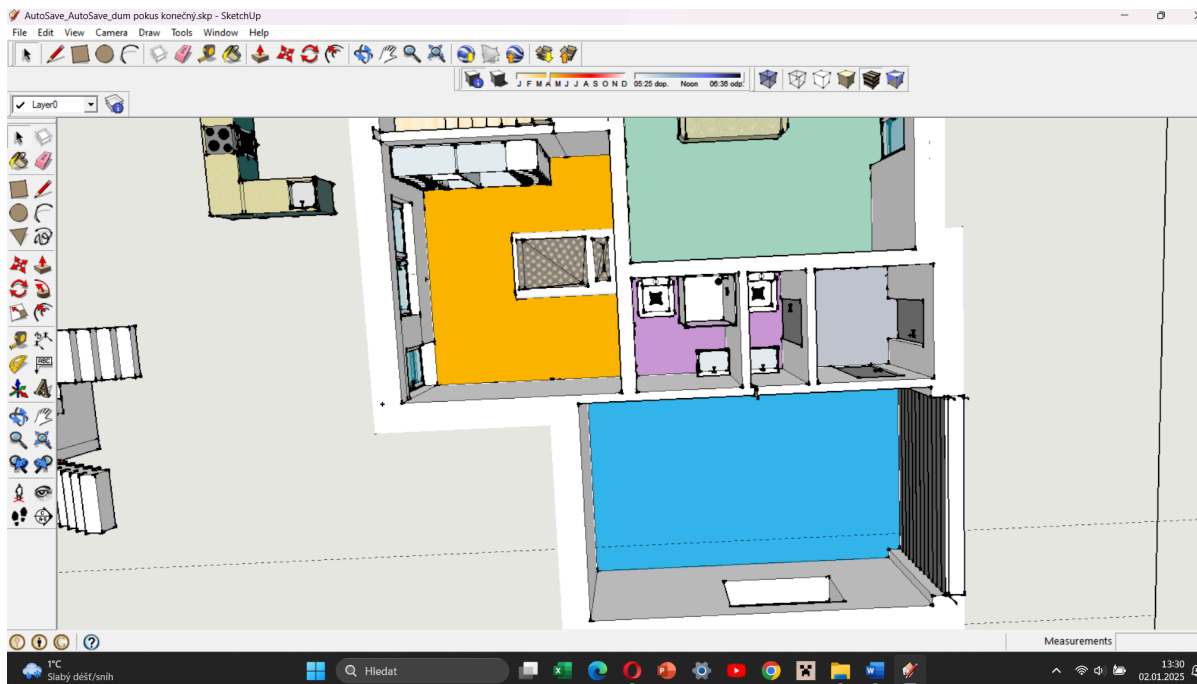 AutoSave_AutoSave_dum pokus konečný.skp - SketchUp
File Edit View Camera Draw Tools Window Help
J F M A M J J A S O N D 05:25 dop. Noon 06:36 odp.
Layer0
ABC
Measurements
1°C
Slabý déšť/sníh
Hledat
13:30
02.01.2025